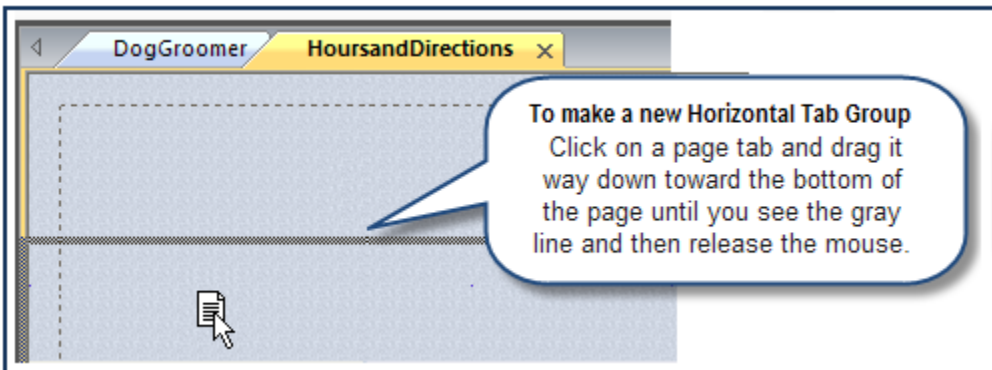 DogGroomer HoursandDirections
To make a new Horizontal Tab Group
Click on a page tab and drag it
way down toward the bottom of
the page until you see the gray
line and then release the mouse.